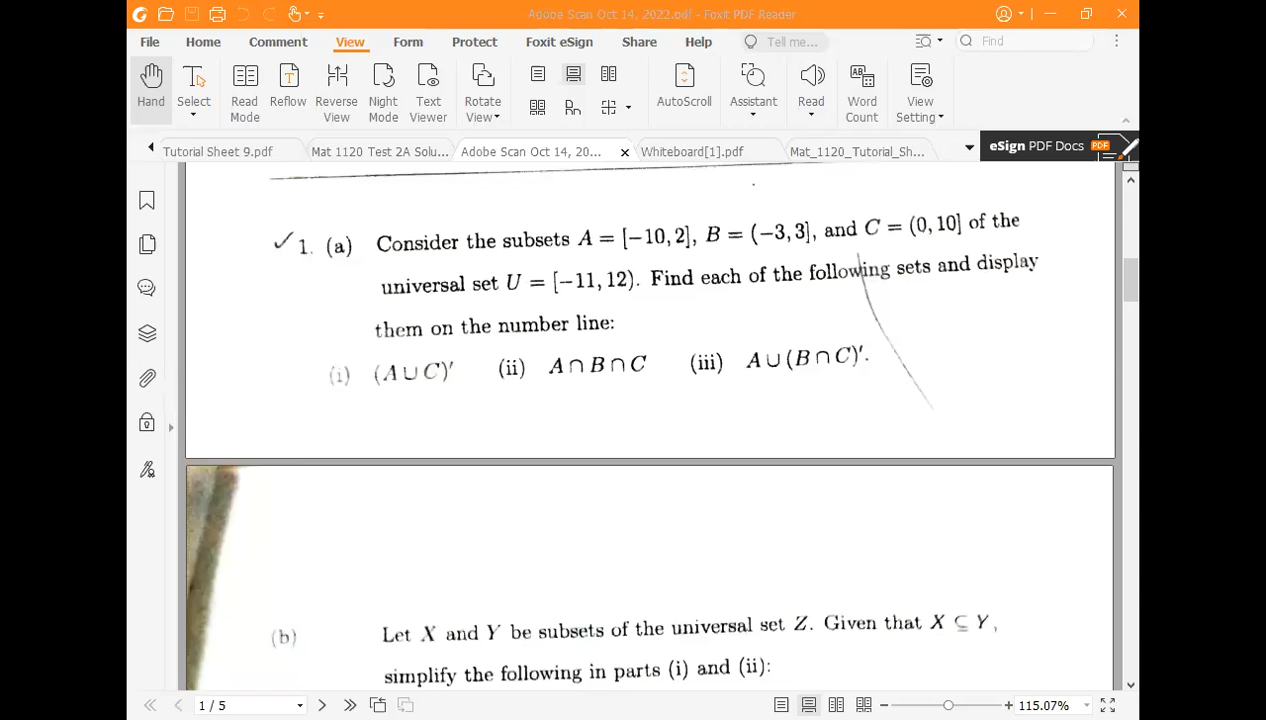 Adobe Scan Oct 14, 2022.pdf - Foxit PDF Reader
File Home Comment View Form Protect Foxit eSign Share Help Tell me... Find
Hand Select Read Mode Reflow Reverse View Night Mode Text Viewer Rotate View AutoScroll Assistant Read Word Count View Setting
Tutorial Sheet 9.pdf Mat 1120 Test 2A Solu... Adobe Scan Oct 14, 20... Whiteboard[1].pdf Mat_1120_Tutorial_Sh... eSign PDF Docs PDF
✓ 1. (a) Consider the subsets A = [−10, 2], B = (−3, 3], and C = (0, 10] of the
universal set U = [−11, 12). Find each of the following sets and display
them on the number line:
(i) (A ∪ C)′ (ii) A ∩ B ∩ C (iii) A ∪ (B ∩ C)′.
(b) Let X and Y be subsets of the universal set Z. Given that X ⊆ Y,
simplify the following in parts (i) and (ii):
1 / 5 115.07%